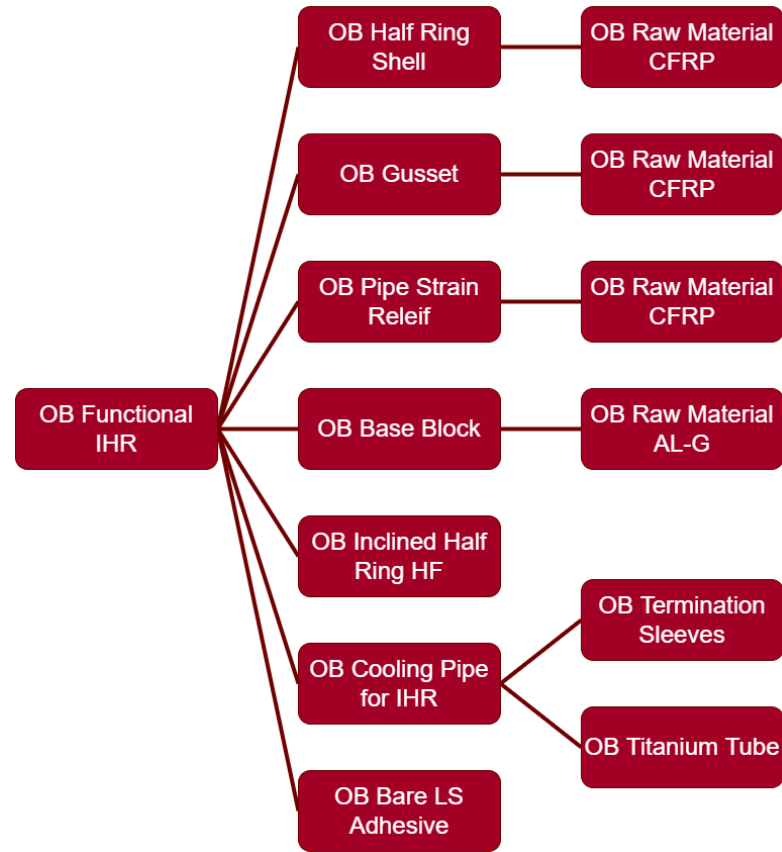 OB Half Ring
Shell
OB Raw Material
CFRP
OB Gusset
OB Raw Material
CFRP
OB Pipe Strain
Releif
OB Raw Material
CFRP
OB Functional
IHR
OB Base Block
OB Raw Material
AL-G
OB Inclined Half
Ring HF
OB Termination
Sleeves
OB Cooling Pipe
for IHR
OB Titanium Tube
OB Bare LS
Adhesive